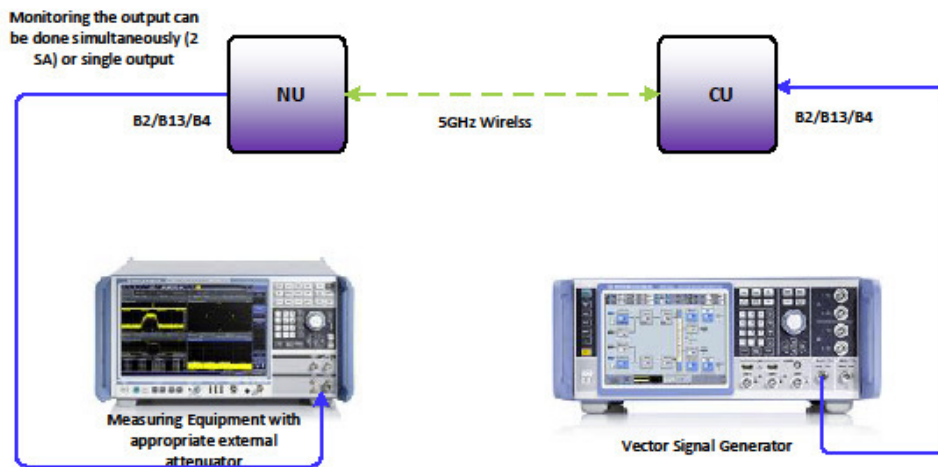 Monitoring the output can
be done simultaneously (2
SA) or single output
NU
CU
B2/B13/B4
5GHz Wirelss
B2/B13/B4
Measuring Equipment with
appropriate external
attenuator
Vector Signal Generator